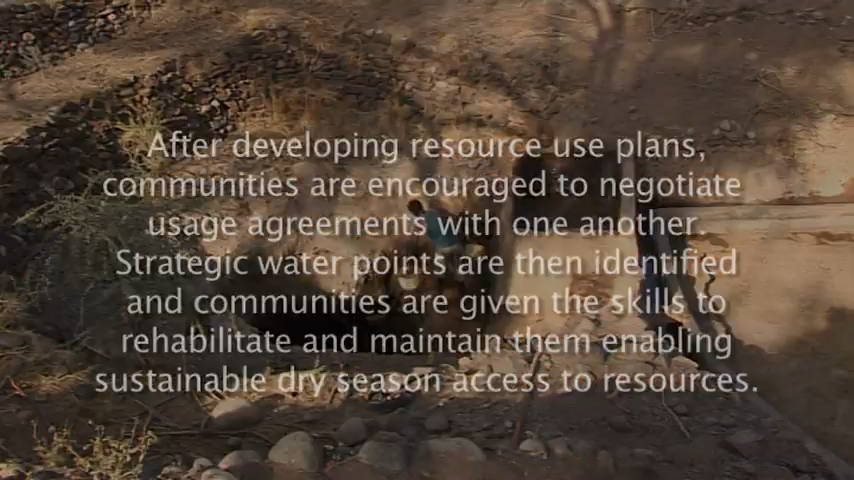 After developing resource use plans,
communities are encouraged to negotiate
usage agreements with one another.
Strategic water points are then identified
and communities are given the skills to
rehabilitate and maintain them enabling
sustainable dry season access to resources.